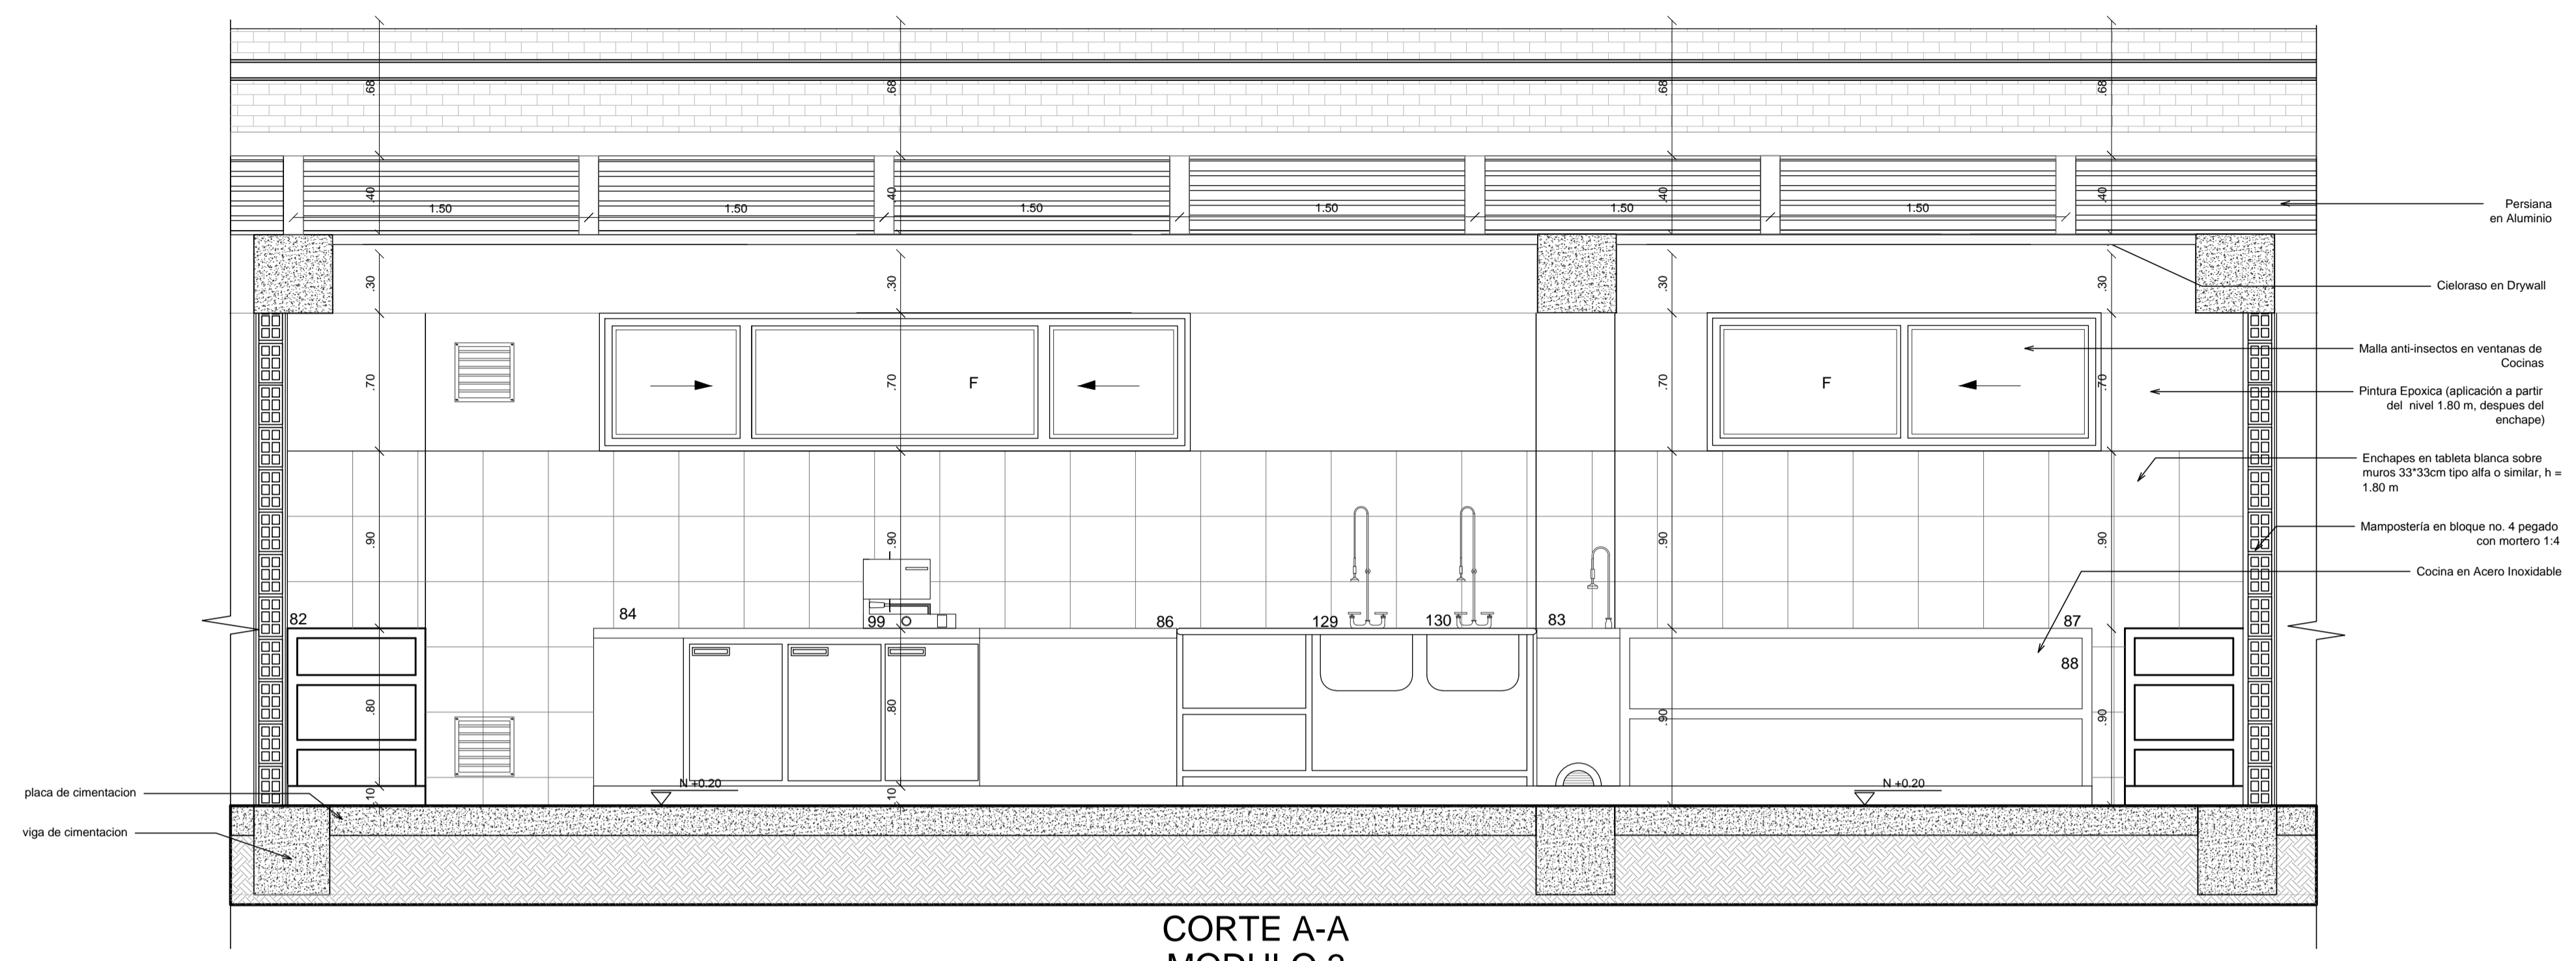 .68 .68 .68 .68
.40 .40 .40 .40
1.50 1.50 1.50 1.50 1.50 1.50
Persiana
en Aluminio
.30 .30 .30 .30
Cieloraso en Drywall
Malla anti-insectos en ventanas de
Cocinas
.70 .70 F F .70 .70
Pintura Epoxica (aplicación a partir
del nivel 1.80 m, despues del
enchape)
Enchapes en tableta blanca sobre
muros 33*33cm tipo alfa o similar, h =
1.80 m
.90 .90 .90 .90
Mampostería en bloque no. 4 pegado
con mortero 1:4
Cocina en Acero Inoxidable
82 84 99 86 129 130 83 87
88
.80 .80 .90 .90
N +0.20 N +0.20
.10 .10
placa de cimentacion
viga de cimentacion
CORTE A-A